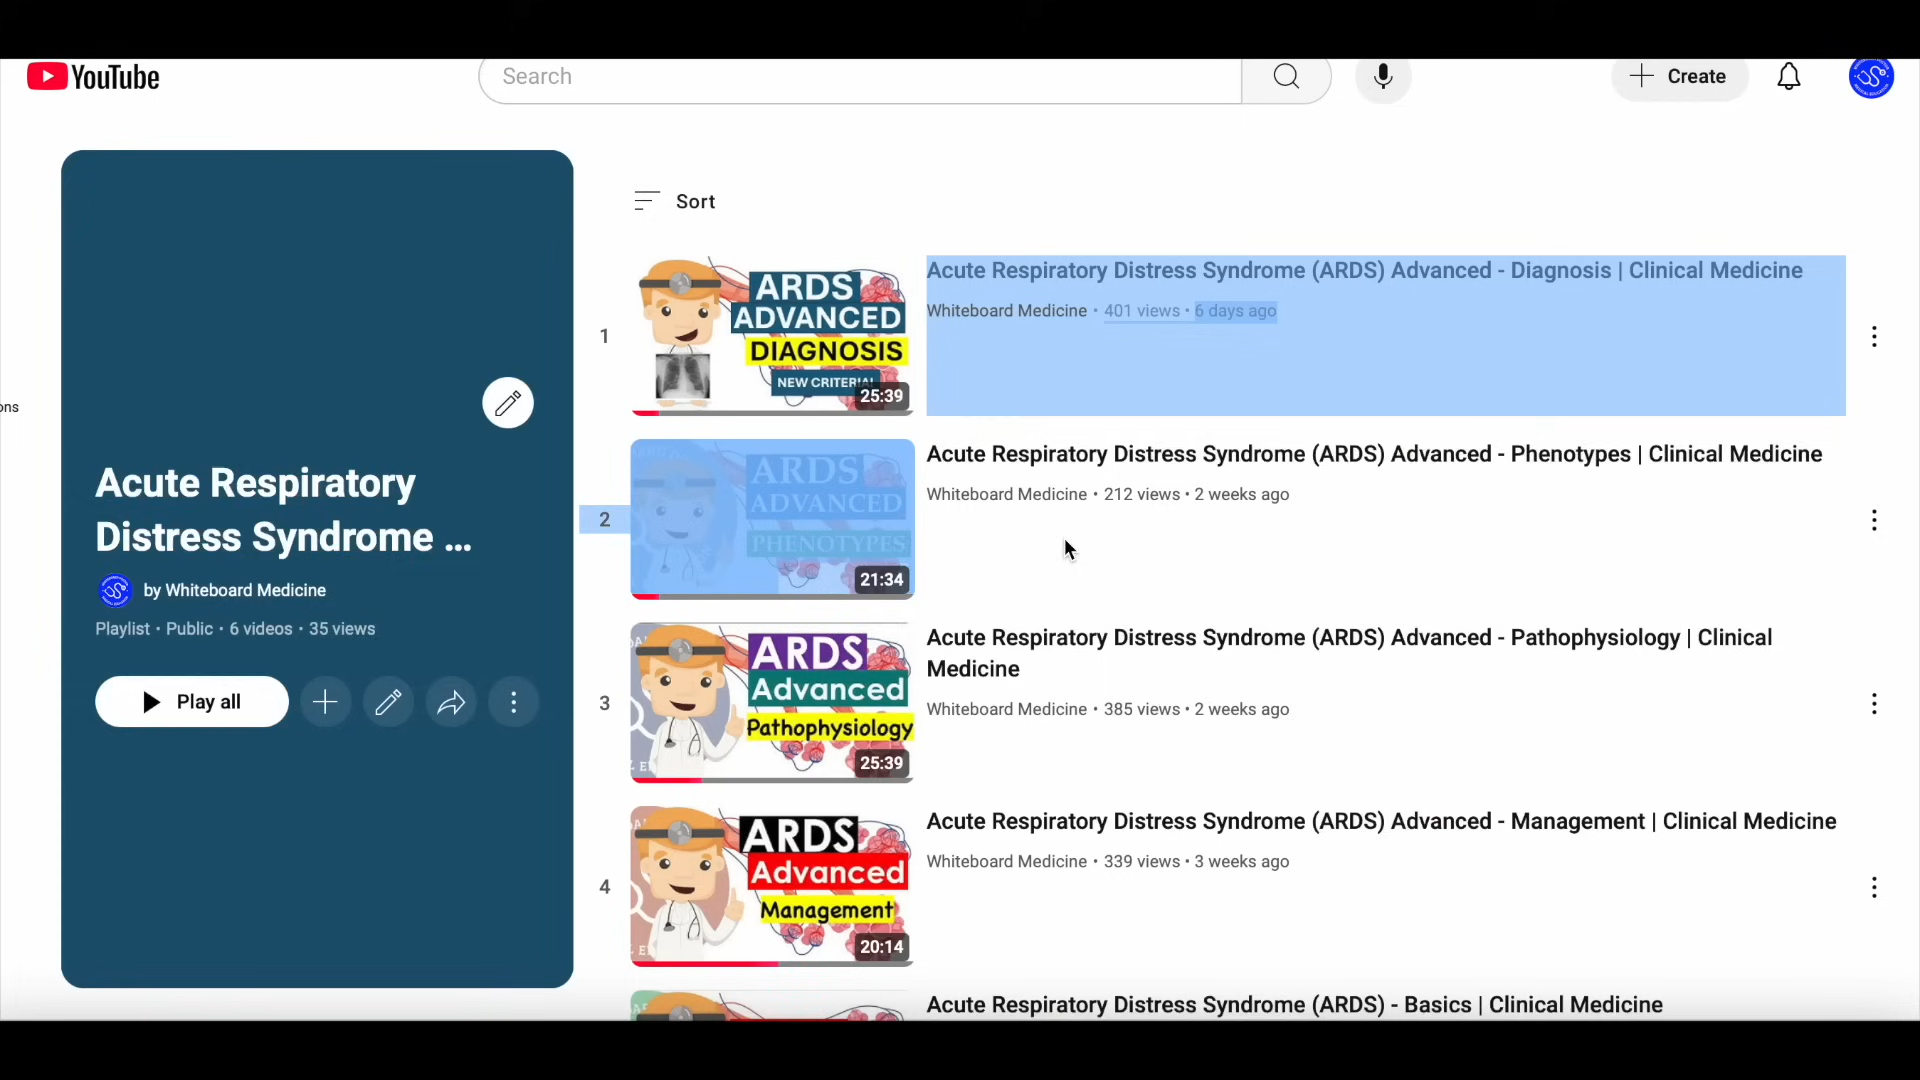 YouTube
Search
Create
ons
Acute Respiratory
Distress Syndrome ...
by Whiteboard Medicine
Playlist • Public • 6 videos • 35 views
Play all
Sort
1
ARDS
ADVANCED
DIAGNOSIS
NEW CRITERIA!
25:39
Acute Respiratory Distress Syndrome (ARDS) Advanced - Diagnosis | Clinical Medicine
Whiteboard Medicine • 401 views • 6 days ago
2
ARDS
ADVANCED
PHENOTYPES
21:34
Acute Respiratory Distress Syndrome (ARDS) Advanced - Phenotypes | Clinical Medicine
Whiteboard Medicine • 212 views • 2 weeks ago
3
ARDS
Advanced
Pathophysiology
25:39
Acute Respiratory Distress Syndrome (ARDS) Advanced - Pathophysiology | Clinical
Medicine
Whiteboard Medicine • 385 views • 2 weeks ago
4
ARDS
Advanced
Management
20:14
Acute Respiratory Distress Syndrome (ARDS) Advanced - Management | Clinical Medicine
Whiteboard Medicine • 339 views • 3 weeks ago
Acute Respiratory Distress Syndrome (ARDS) - Basics | Clinical Medicine